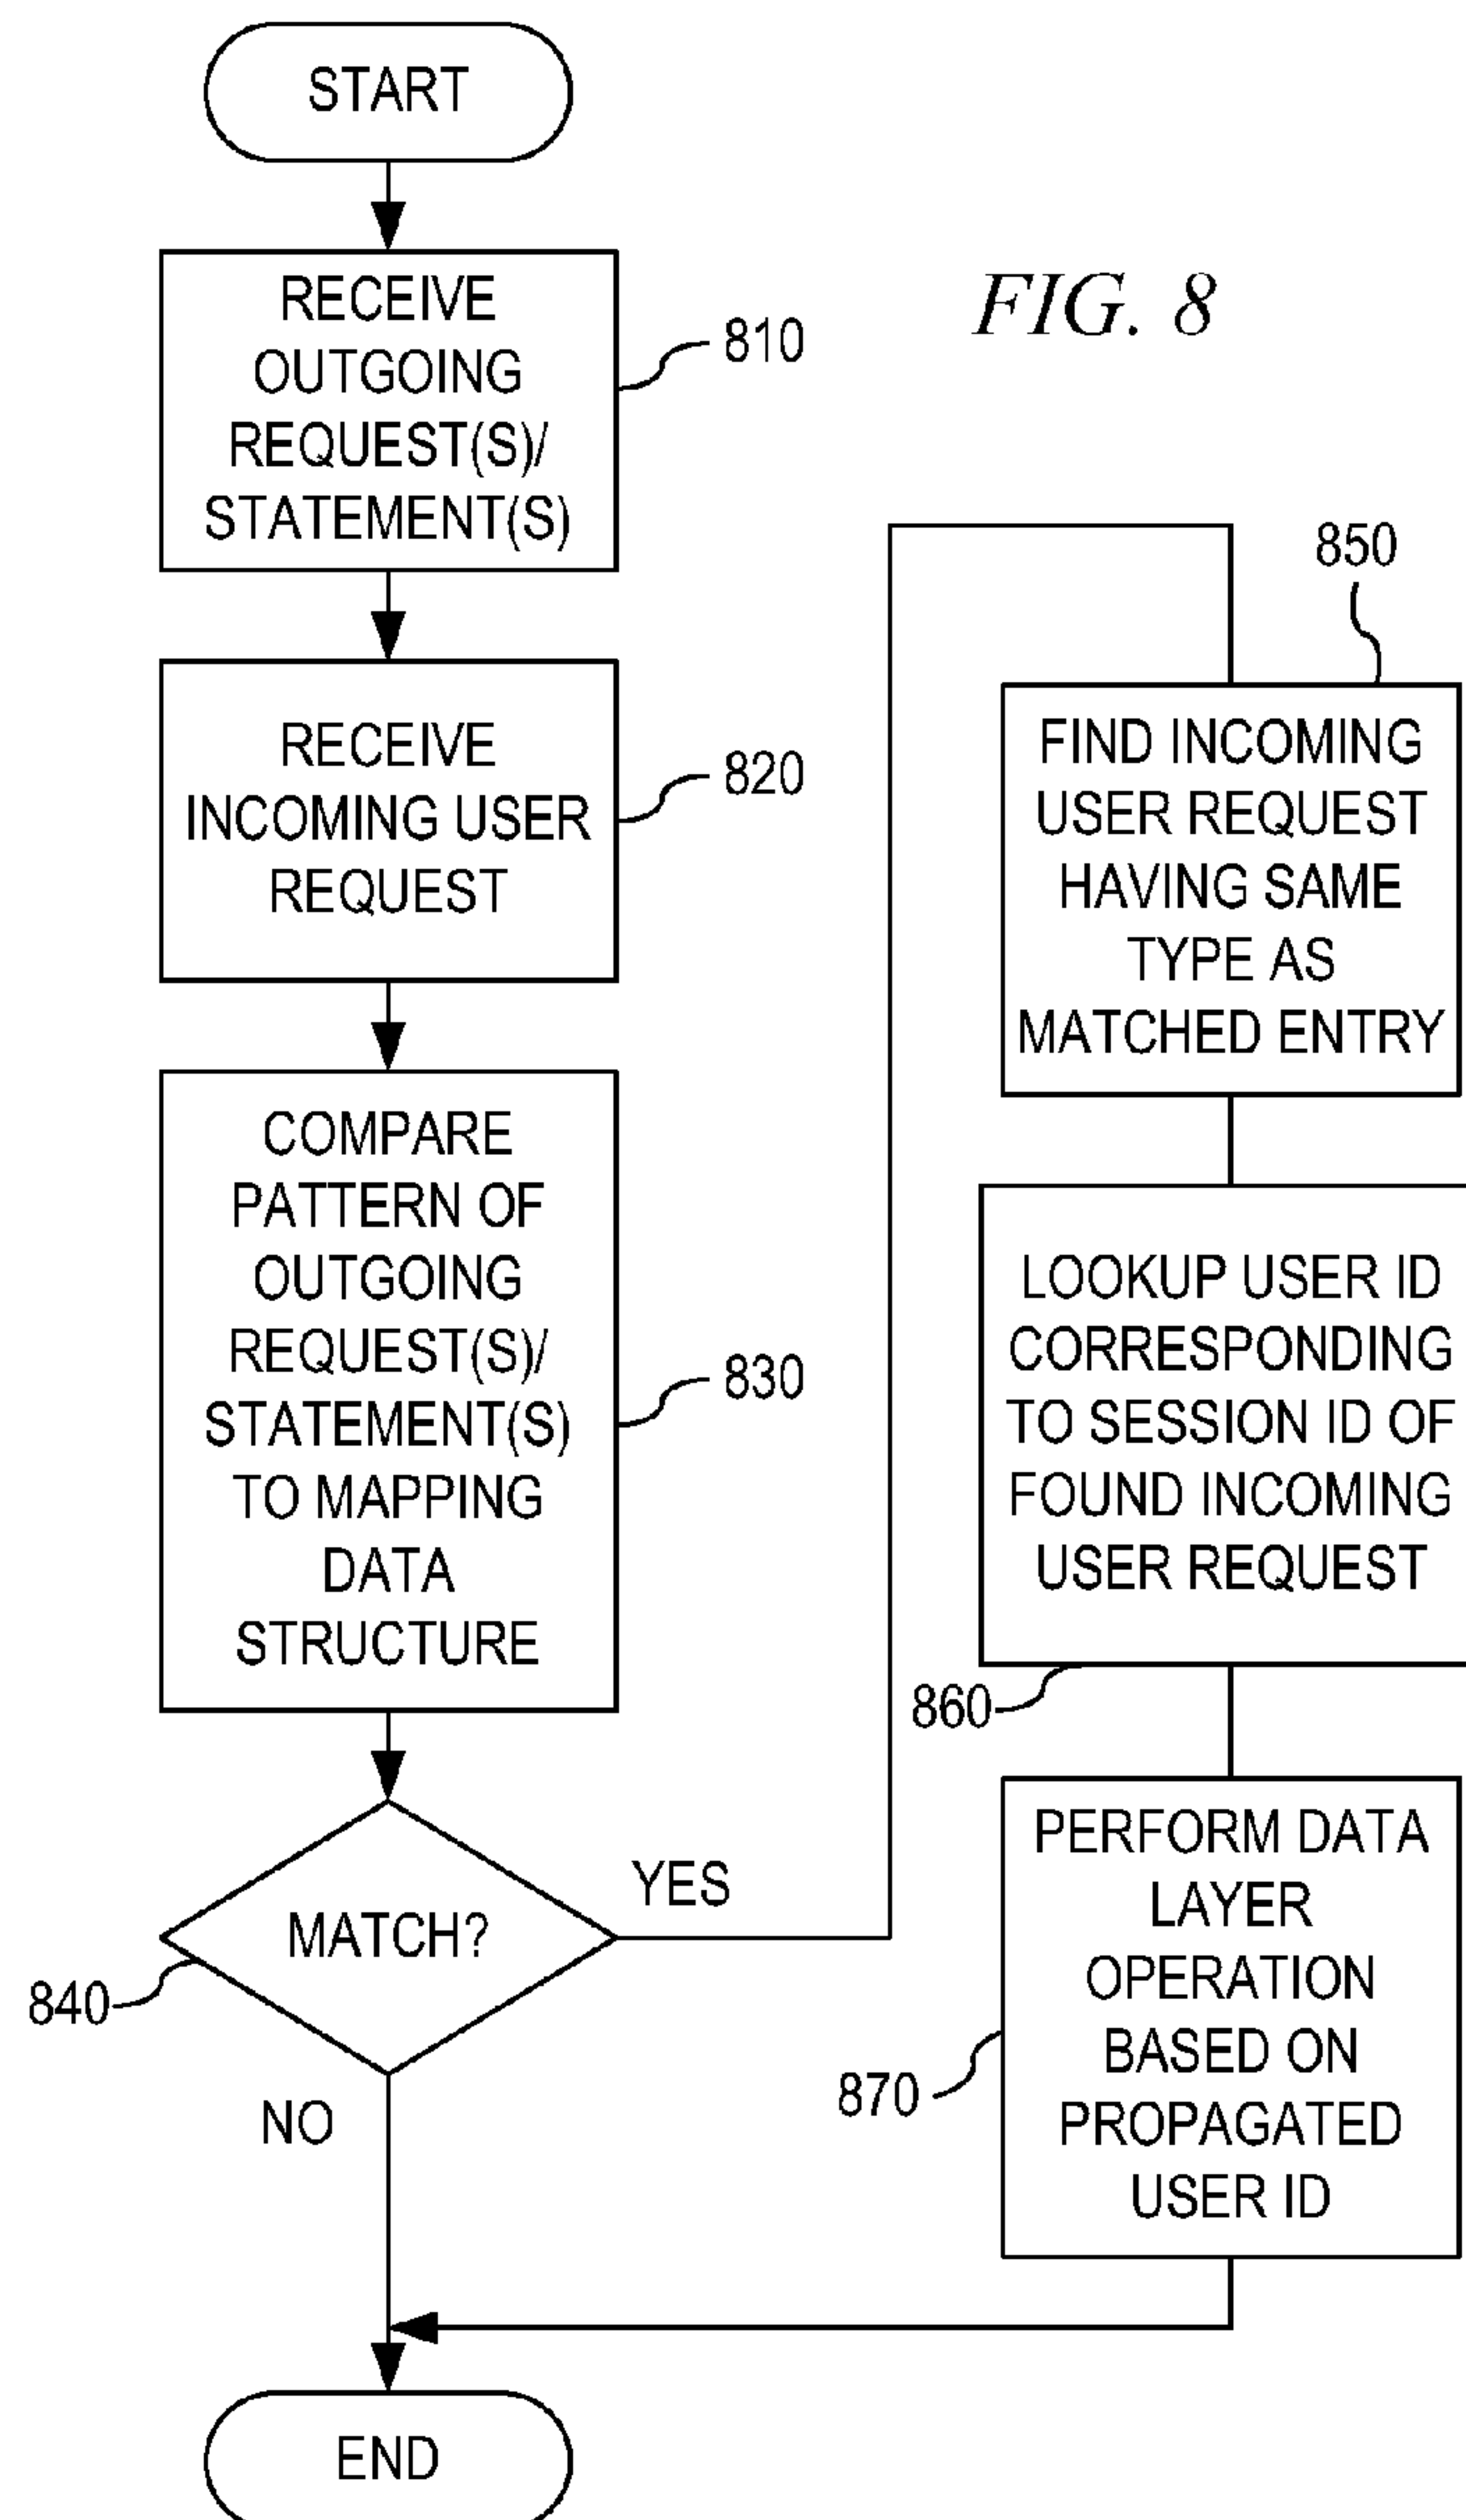 START
RECEIVE
OUTGOING
REQUEST(S)/
STATEMENT(S)
810
FIG. 8
RECEIVE
INCOMING USER
REQUEST
820
COMPARE
PATTERN OF
OUTGOING
REQUEST(S)/
STATEMENT(S)
TO MAPPING
DATA
STRUCTURE
830
MATCH?
840
YES
NO
850
FIND INCOMING
USER REQUEST
HAVING SAME
TYPE AS
MATCHED ENTRY
LOOKUP USER ID
CORRESPONDING
TO SESSION ID OF
FOUND INCOMING
USER REQUEST
860
PERFORM DATA
LAYER
OPERATION
BASED ON
PROPAGATED
USER ID
870
END